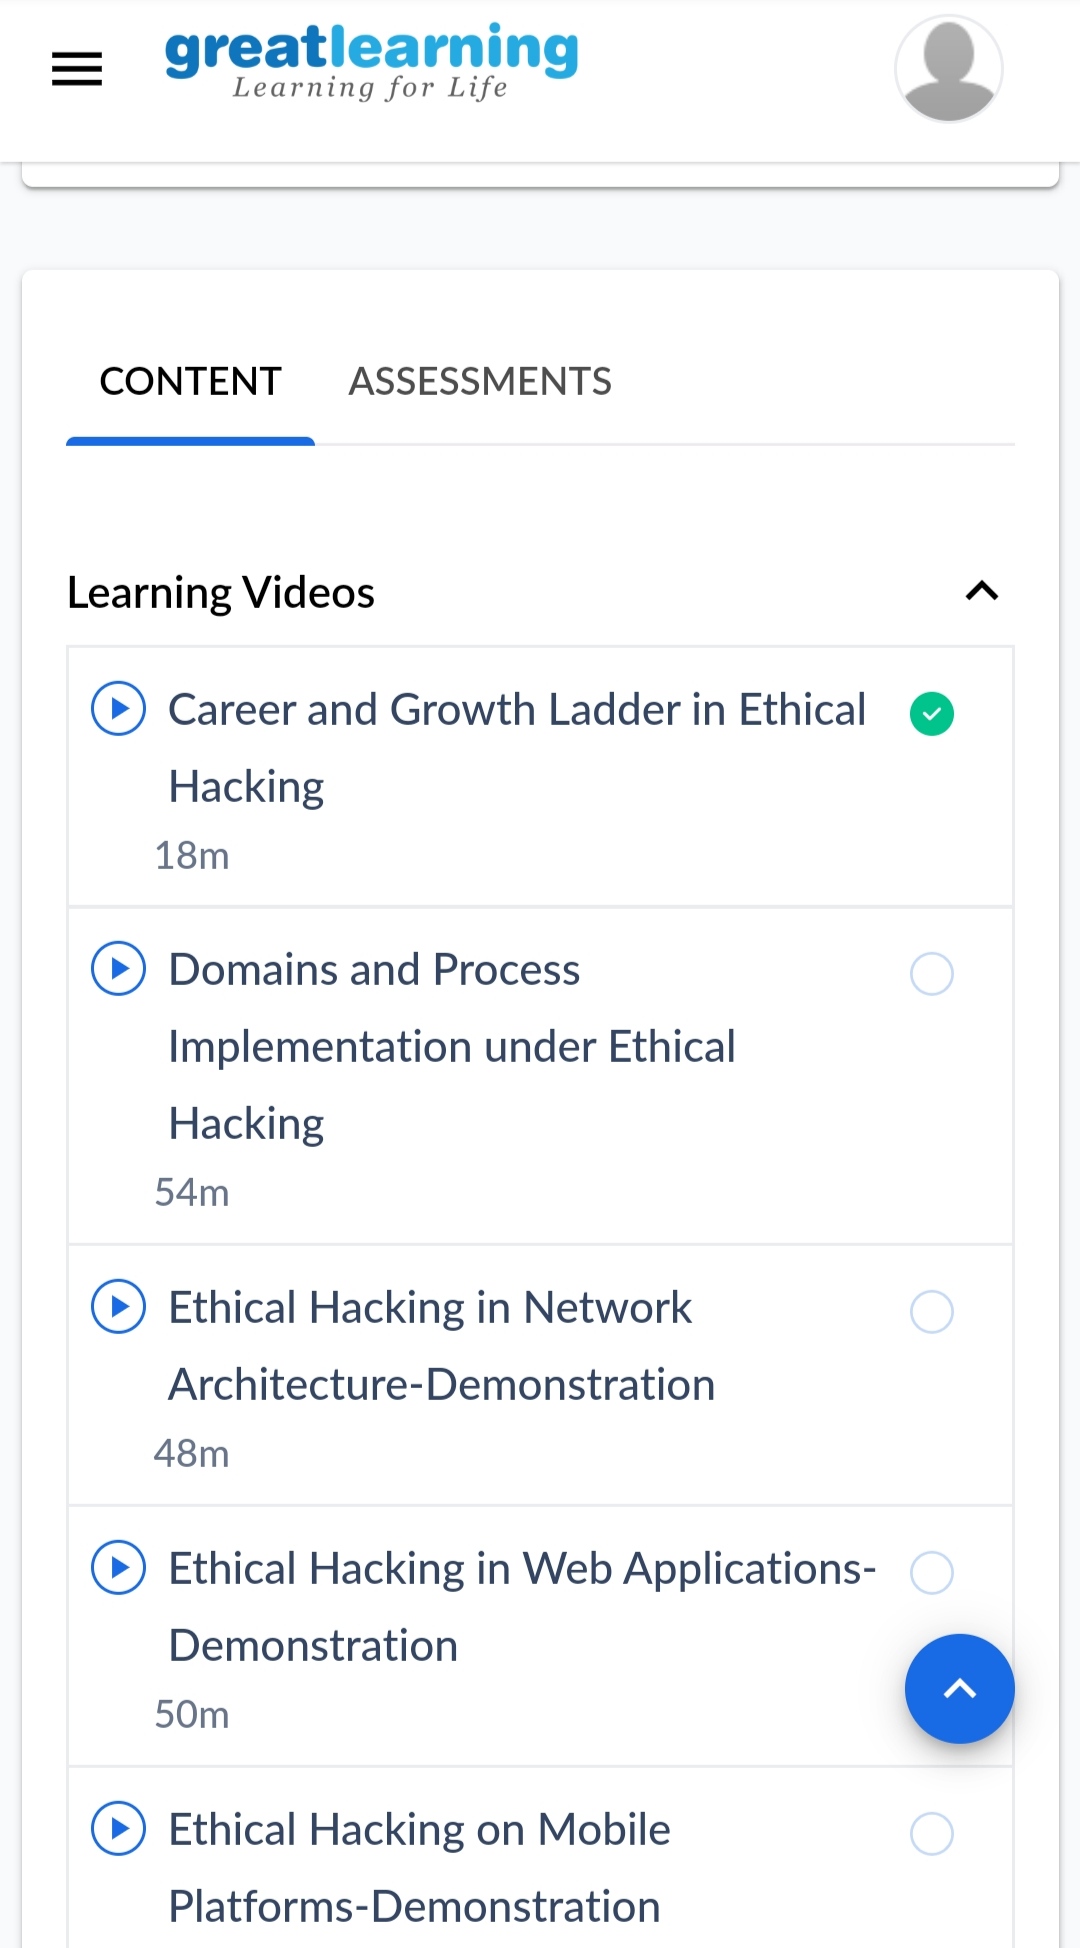 greatlearning
Learning for Life
CONTENT
ASSESSMENTS
Learning Videos
Career and Growth Ladder in Ethical
Hacking
18m
Domains and Process
Implementation under Ethical
Hacking
54m
Ethical Hacking in Network
Architecture-Demonstration
48m
Ethical Hacking in Web Applications-
Demonstration
50m
Ethical Hacking on Mobile
Platforms-Demonstration